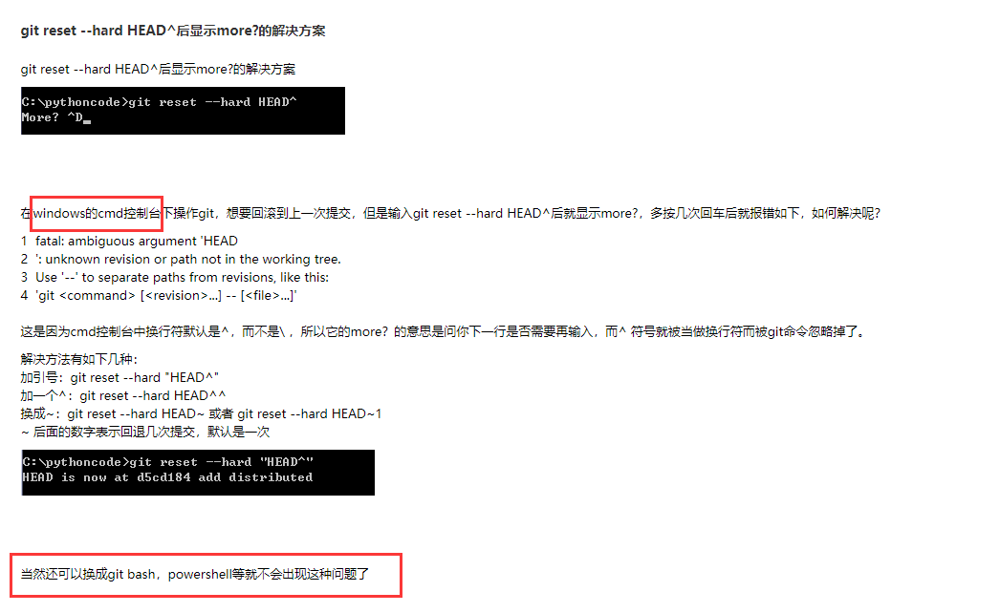 git reset --hard HEAD^后显示more?的解决方案
git reset --hard HEAD^后显示more?的解决方案
C:\pythoncode>git reset --hard HEAD^
More? ^D_
在windows的cmd控制台下操作git，想要回滚到上一次提交，但是输入git reset --hard HEAD^后就显示more?，多按几次回车后就报错如下，如何解决呢？
1 fatal: ambiguous argument 'HEAD
2 ': unknown revision or path not in the working tree.
3 Use '--' to separate paths from revisions, like this:
4 'git <command> [<revision>...] -- [<file>...]'
这是因为cmd控制台中换行符默认是^，而不是\ ，所以它的more？的意思是问你下一行是否需要再输入，而^ 符号就被当做换行符而被git命令忽略掉了。
解决方法有如下几种：
加引号：git reset --hard "HEAD^"
加一个^：git reset --hard HEAD^^
换成~：git reset --hard HEAD~ 或者 git reset --hard HEAD~1
~ 后面的数字表示回退几次提交，默认是一次
C:\pythoncode>git reset --hard "HEAD^"
HEAD is now at d5cd184 add distributed
当然还可以换成git bash，powershell等就不会出现这种问题了